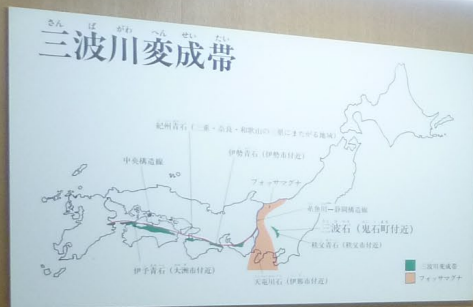 さん ば がわ へん せい たい
三波川変成帯
紀州青石（三重・奈良・和歌山の三県にまたがる地域）
中央構造線
伊勢青石（伊勢市付近）
フォッサマグナ
糸魚川－静岡構造線
三波石（鬼石町付近）
秩父青石（秩父市付近）
伊予青石（大洲市付近）
天竜川石（伊那市付近）
三波川変成帯
フォッサマグナ